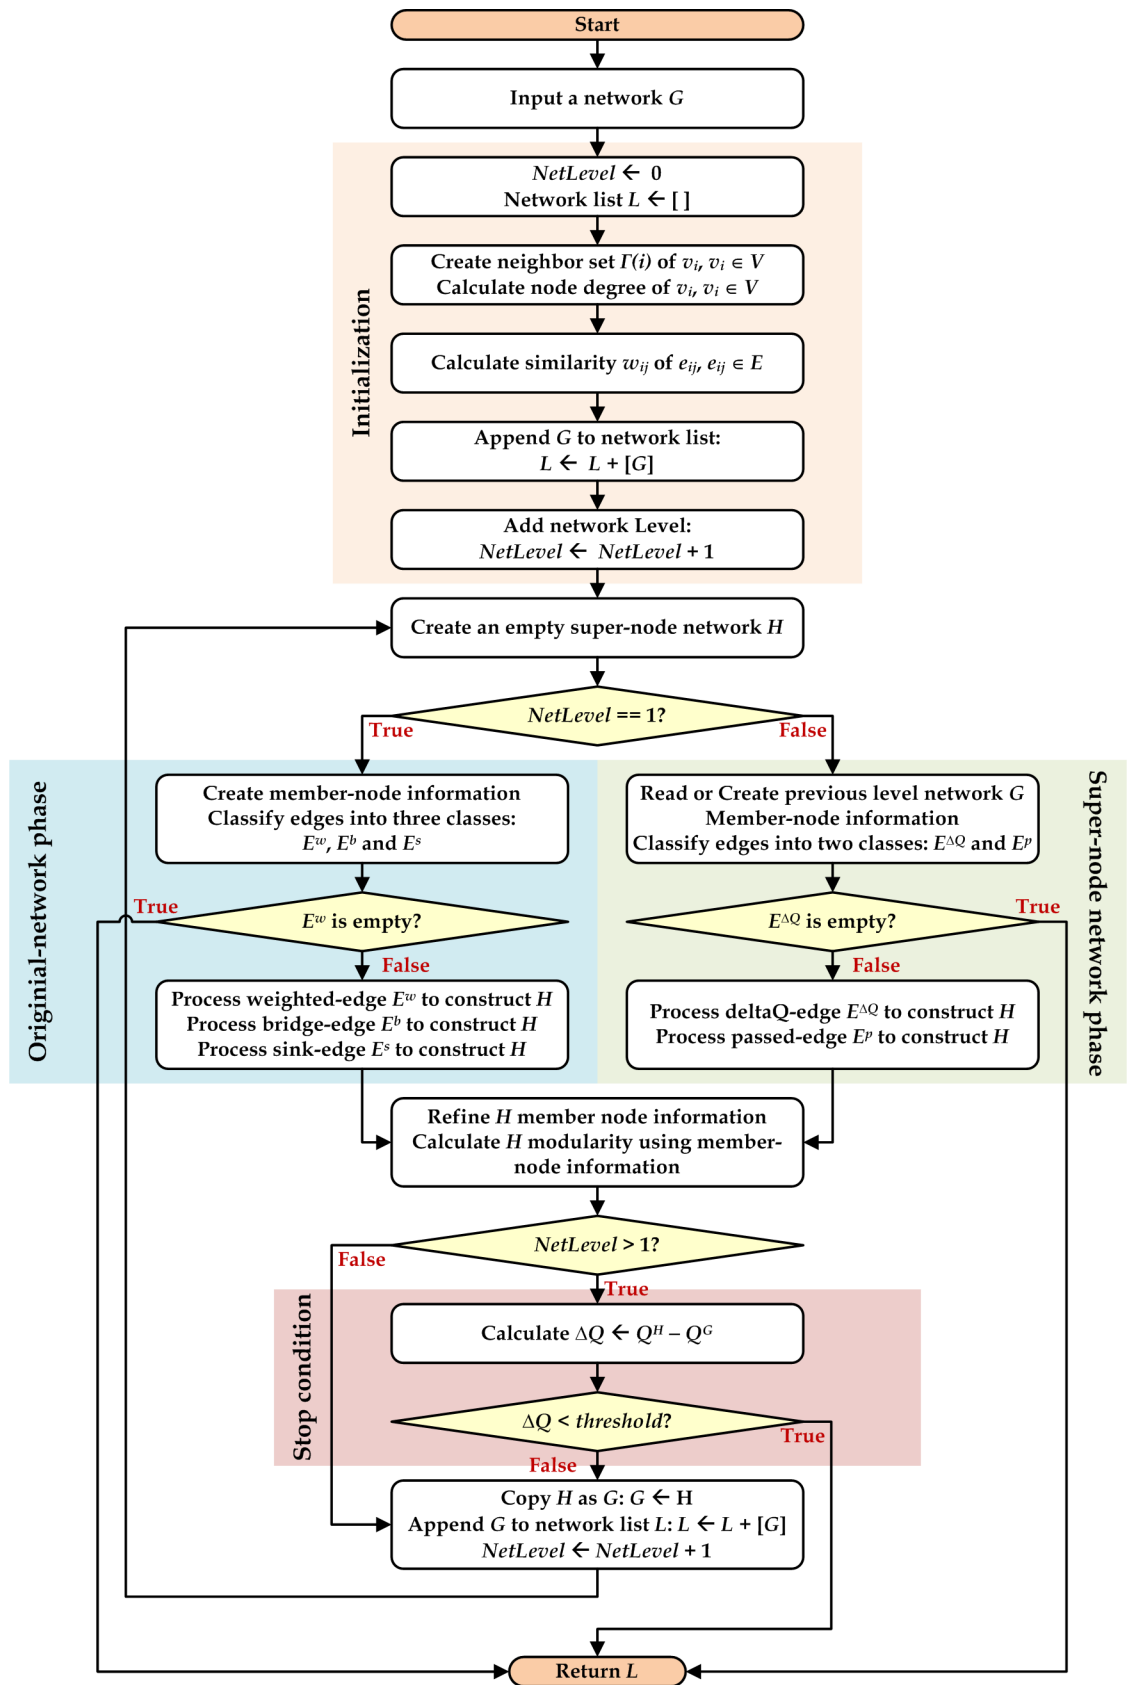 Start
Input a network G
Initialization
NetLevel ← 0
Network list L ← [ ]
Create neighbor set Γ(i) of vᵢ, vᵢ ∈ V
Calculate node degree of vᵢ, vᵢ ∈ V
Calculate similarity wᵢⱼ of eᵢⱼ, eᵢⱼ ∈ E
Append G to network list:
L ← L + [G]
Add network Level:
NetLevel ← NetLevel + 1
Create an empty super-node network H
NetLevel == 1?
True
False
Originial-network phase
Create member-node information
Classify edges into three classes:
Eʷ, Eᵇ and Eˢ
True
Eʷ is empty?
False
Process weighted-edge Eʷ to construct H
Process bridge-edge Eᵇ to construct H
Process sink-edge Eˢ to construct H
Super-node network phase
Read or Create previous level network G
Member-node information
Classify edges into two classes: E^ΔQ and Eᵖ
E^ΔQ is empty?
True
False
Process deltaQ-edge E^ΔQ to construct H
Process passed-edge Eᵖ to construct H
Refine H member node information
Calculate H modularity using member-
node information
NetLevel > 1?
False
True
Stop condition
Calculate ΔQ ← Qᴴ – Qᴳ
ΔQ < threshold?
True
False
Copy H as G: G ← H
Append G to network list L: L ← L + [G]
NetLevel ← NetLevel + 1
Return L